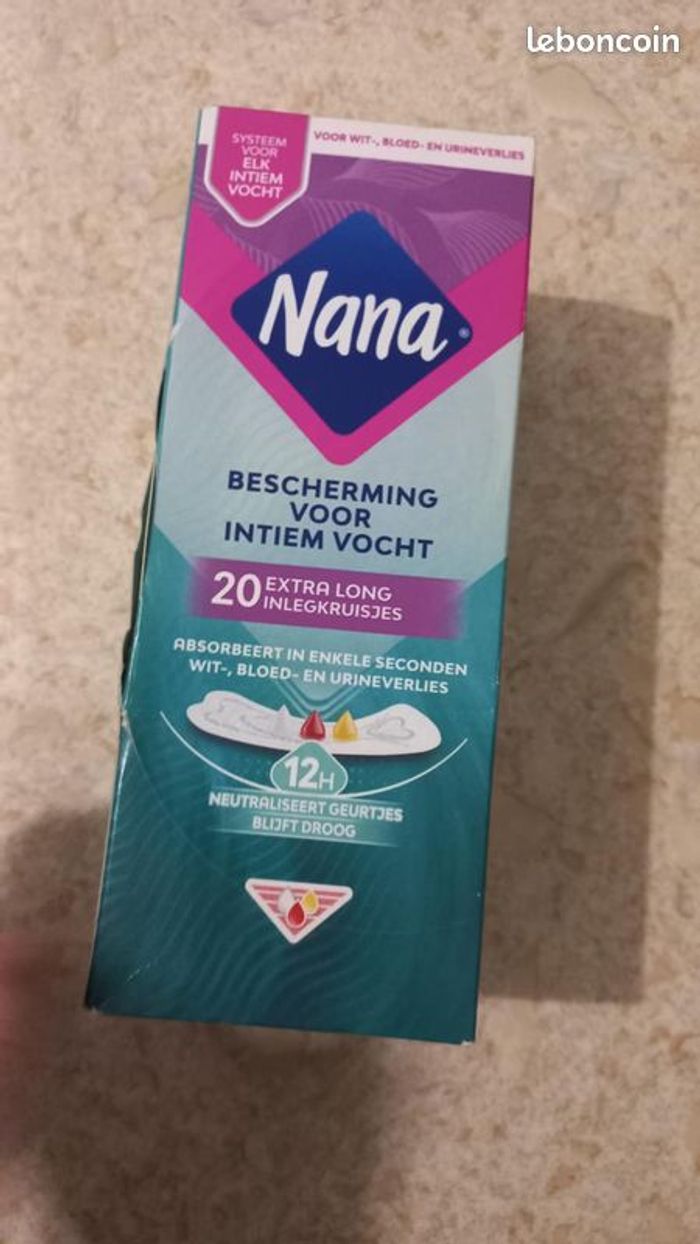 leboncoin
SYSTEEM
VOOR
ELK
INTIEM
VOCHT
VOOR WIT-, BLOED- EN URINEVERLIES
Nana®
BESCHERMING
VOOR
INTIEM VOCHT
20 EXTRA LONG
INLEGKRUISJES
ABSORBEERT IN ENKELE SECONDEN
WIT-, BLOED- EN URINEVERLIES
12H
NEUTRALISEERT GEURTJES
BLIJFT DROOG